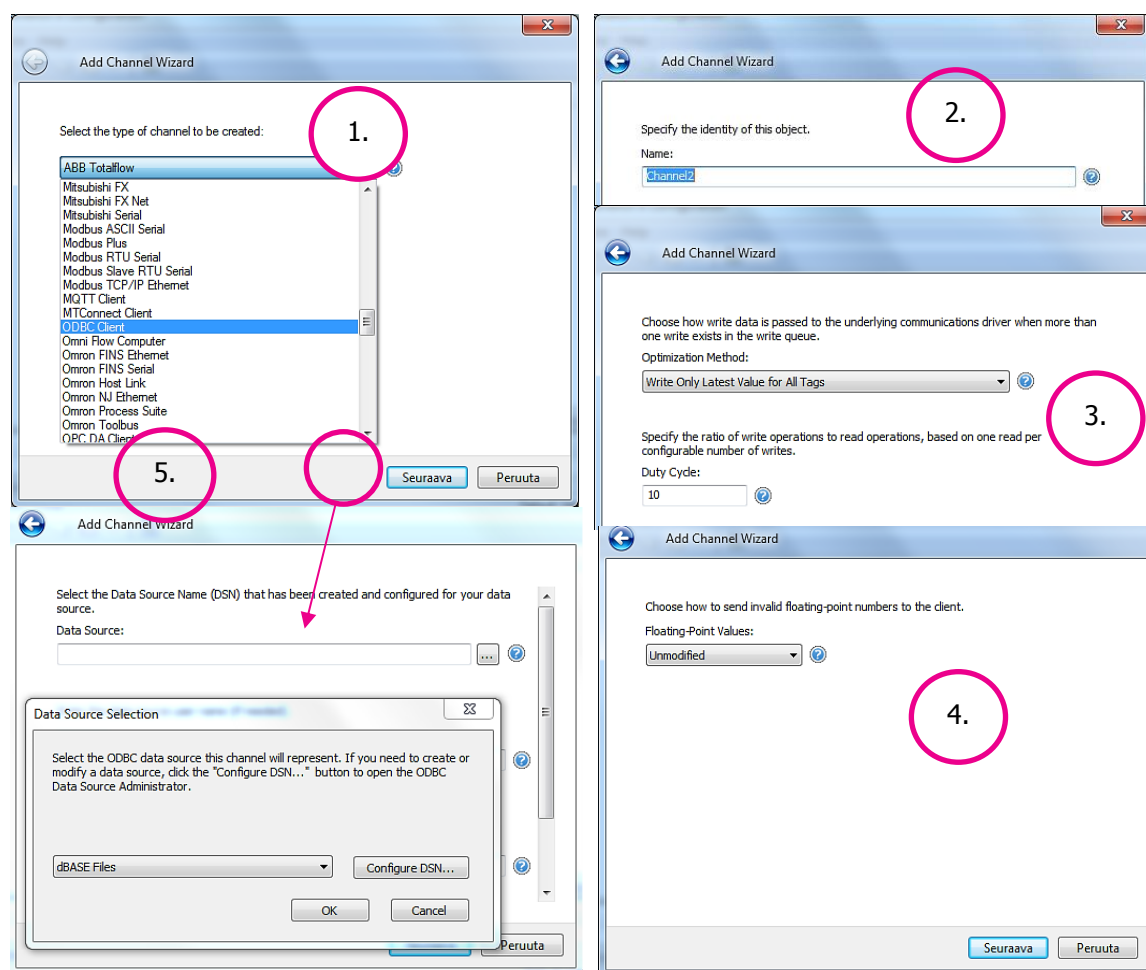 Add Channel Wizard
Select the type of channel to be created:
1.
ABB Totalflow
Mitsubishi FX
Mitsubishi FX Net
Mitsubishi Serial
Modbus ASCII Serial
Modbus Plus
Modbus RTU Serial
Modbus Slave RTU Serial
Modbus TCP/IP Ethernet
MQTT Client
MTConnect Client
ODBC Client
Omni Flow Computer
Omron FINS Ethernet
Omron FINS Serial
Omron Host Link
Omron NJ Ethernet
Omron Process Suite
Omron Toolbus
OPC DA Client
Seuraava Peruuta
Add Channel Wizard
2.
Specify the identity of this object.
Name:
Channel2
Add Channel Wizard
Choose how write data is passed to the underlying communications driver when more than
one write exists in the write queue.
Optimization Method:
Write Only Latest Value for All Tags
3.
Specify the ratio of write operations to read operations, based on one read per
configurable number of writes.
Duty Cycle:
10
Add Channel Wizard
Choose how to send invalid floating-point numbers to the client.
Floating-Point Values:
Unmodified
4.
Seuraava Peruuta
5.
Add Channel Wizard
Select the Data Source Name (DSN) that has been created and configured for your data
source.
Data Source:
...
Data Source Selection
Select the ODBC data source this channel will represent. If you need to create or
modify a data source, click the "Configure DSN..." button to open the ODBC
Data Source Administrator.
dBASE Files Configure DSN...
OK Cancel
Peruuta